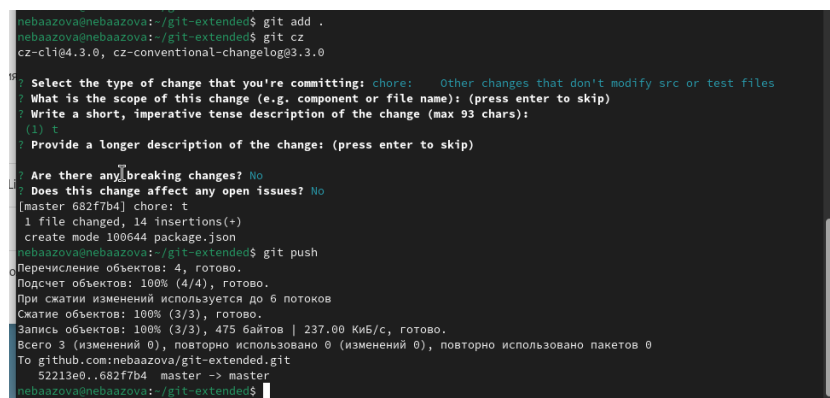 nebaazova@nebaazova:~/git-extended$ git add .
nebaazova@nebaazova:~/git-extended$ git cz
cz-cli@4.3.0, cz-conventional-changelog@3.3.0
? Select the type of change that you're committing: chore:    Other changes that don't modify src or test files
? What is the scope of this change (e.g. component or file name): (press enter to skip)
? Write a short, imperative tense description of the change (max 93 chars):
(1) t
? Provide a longer description of the change: (press enter to skip)
? Are there any breaking changes? No
? Does this change affect any open issues? No
[master 682f7b4] chore: t
1 file changed, 14 insertions(+)
create mode 100644 package.json
nebaazova@nebaazova:~/git-extended$ git push
Перечисление объектов: 4, готово.
Подсчет объектов: 100% (4/4), готово.
При сжатии изменений используется до 6 потоков
Сжатие объектов: 100% (3/3), готово.
Запись объектов: 100% (3/3), 475 байтов | 237.00 КиБ/с, готово.
Всего 3 (изменений 0), повторно использовано 0 (изменений 0), повторно использовано пакетов 0
To github.com:nebaazova/git-extended.git
52213e0..682f7b4  master -> master
nebaazova@nebaazova:~/git-extended$